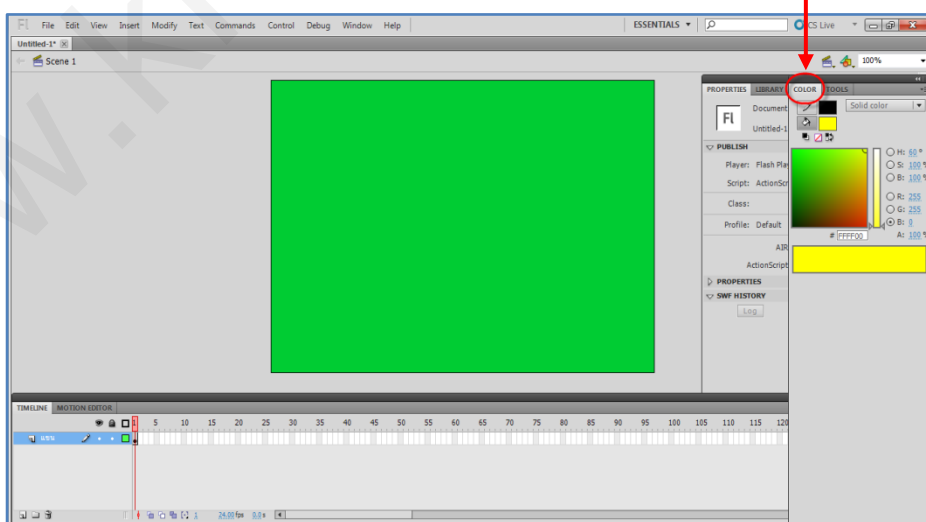 Fl File Edit View Insert Modify Text Commands Control Debug Window Help ESSENTIALS CS Live
Untitled-1*
Scene 1 100%
PROPERTIES LIBRARY COLOR TOOLS
Document Solid color
Fl
Untitled-1
PUBLISH
H: 60 °
Player: Flash Play S: 100 %
Script: ActionScr B: 100 %
Class: R: 255
G: 255
Profile: Default B: 0
# FFFF00 A: 100 %
AIR
ActionScript
PROPERTIES
SWF HISTORY
Log
TIMELINE MOTION EDITOR
1 5 10 15 20 25 30 35 40 45 50 55 60 65 70 75 80 85 90 95 100 105 110 115 120
1 24.00 fps 0.0 s